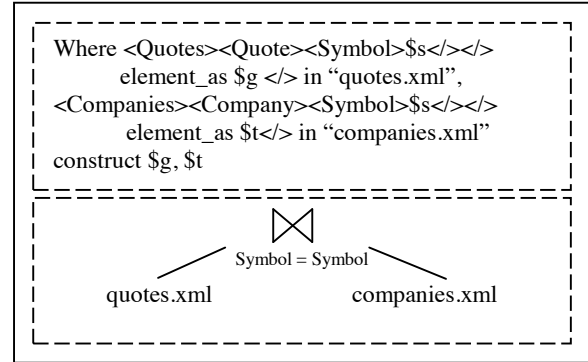 Where <Quotes><Quote><Symbol>$s</></>
element_as $g </> in “quotes.xml”,
<Companies><Company><Symbol>$s</></>
element_as $t</> in “companies.xml”
construct $g, $t
Symbol = Symbol
quotes.xml companies.xml